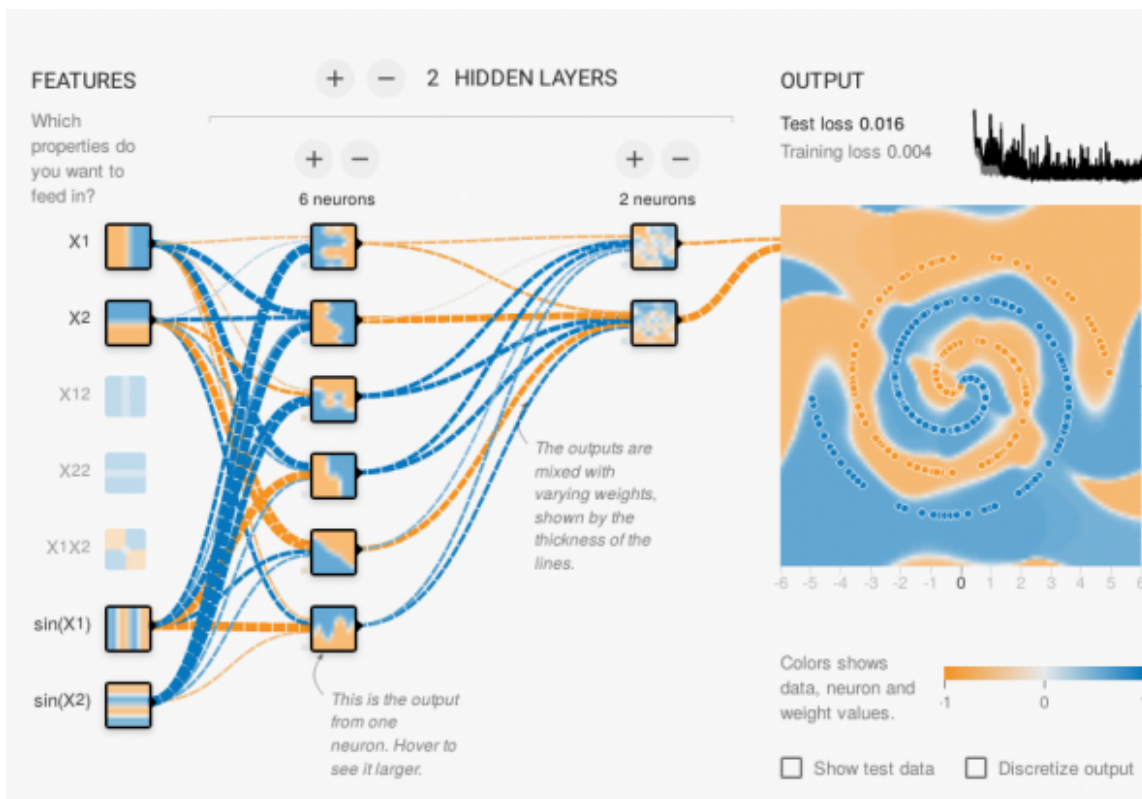 FEATURES
+ − 2 HIDDEN LAYERS
OUTPUT
Which
properties do
you want to
feed in?
Test loss 0.016
Training loss 0.004
+ −
+ −
6 neurons
2 neurons
X1
X2
X12
X22
X1X2
sin(X1)
sin(X2)
The outputs are
mixed with
varying weights,
shown by the
thickness of the
lines.
This is the output
from one
neuron. Hover to
see it larger.
-6 -5 -4 -3 -2 -1 0 1 2 3 4 5 6
Colors shows
data, neuron and
weight values.
-1 0
Show test data
Discretize output